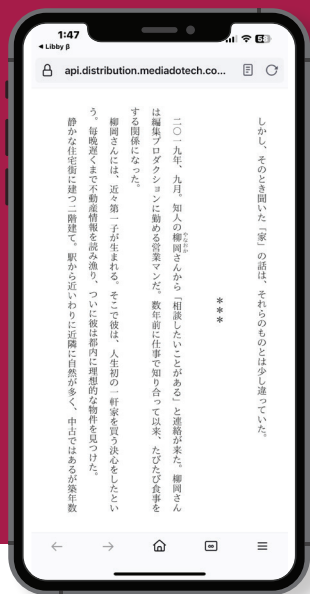 1:47
◂ Libby β
api.distribution.mediadotech.co...
しかし、そのとき聞いた「家」の話は、それらのものとは少し違っていた。
＊＊＊
二〇一九年、九月。知人の柳岡さんから「相談したいことがある」と連絡が来た。柳岡さん
やなおか
は編集プロダクションに勤める営業マンだ。数年前に仕事で知り合って以来、たびたび食事を
する関係になった。
柳岡さんには、近々第一子が生まれる。そこで彼は、人生初の一軒家を買う決心をしたとい
う。毎晩遅くまで不動産情報を読み漁り、ついに彼は都内に理想的な物件を見つけた。
静かな住宅街に建つ二階建て。駅から近いわりに近隣に自然が多く、中古ではあるが築年数